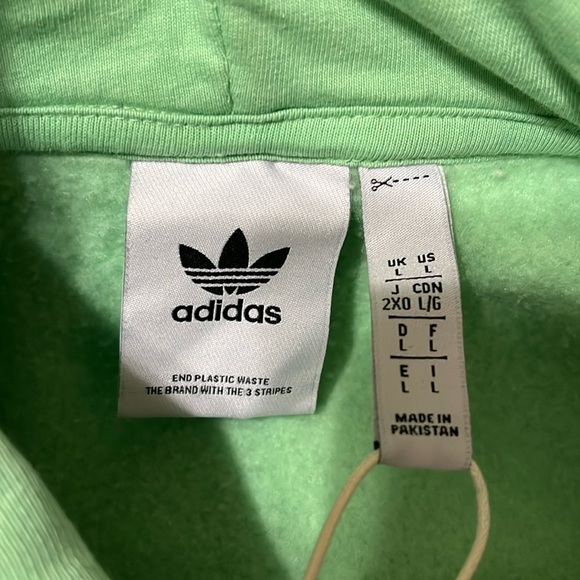 adidas
END PLASTIC WASTE
THE BRAND WITH THE 3 STRIPES
UK US
L L
J CDN
2XO L/G
D F
L L
E I
L L
MADE IN
PAKISTAN